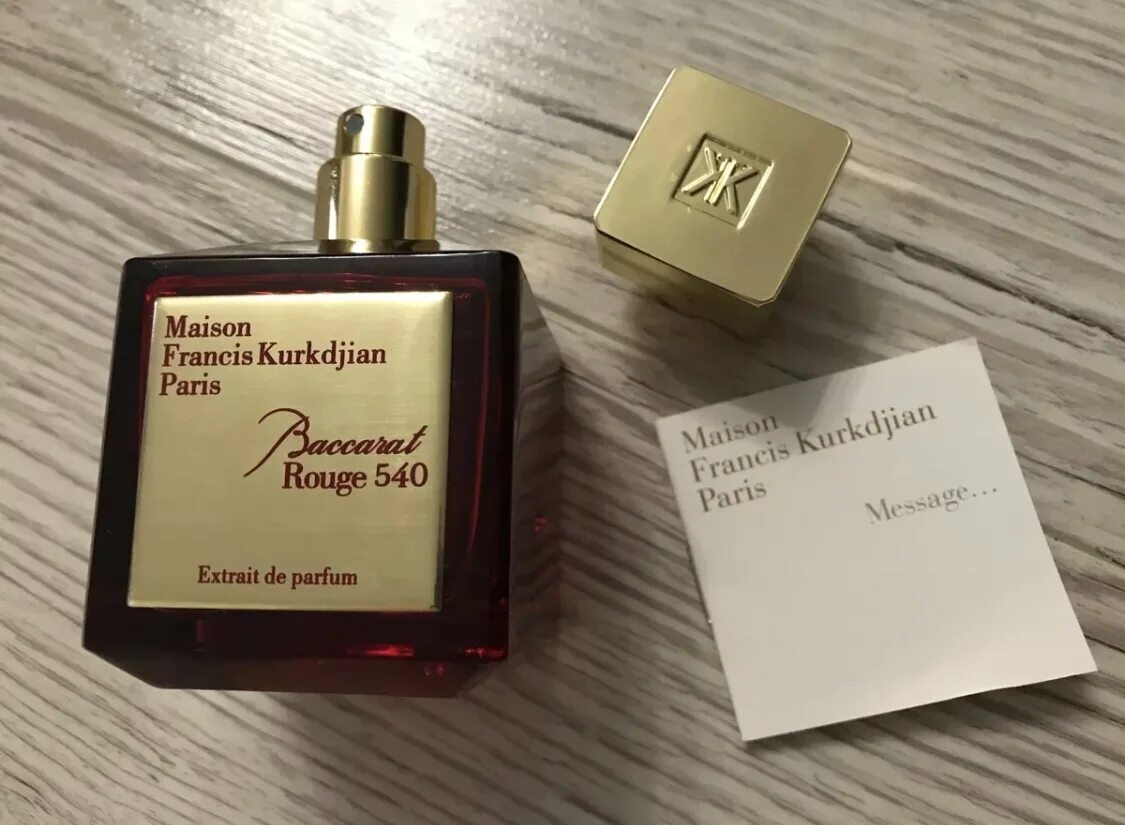 Maison
Francis Kurkdjian
Paris
Baccarat
Rouge 540
Extrait de parfum
Maison
Francis Kurkdjian
Paris
Message...